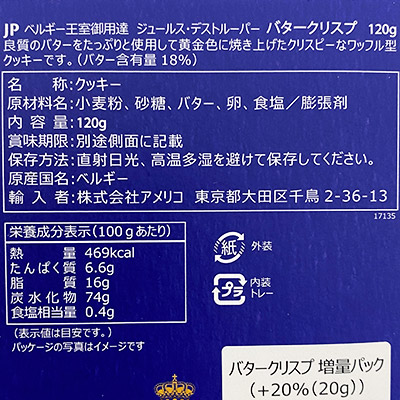 JP ベルギー王室御用達 ジュールス・デストルーパー バタークリスプ 120g
良質のバターをたっぷりと使用して黄金色に焼き上げたクリスピーなワッフル型
クッキーです。（バター含有量 18%）
名 称：クッキー
原材料名：小麦粉、砂糖、バター、卵、食塩／膨張剤
内 容 量：120g
賞味期限：別途側面に記載
保存方法：直射日光、高温多湿を避けて保存してください。
原産国名：ベルギー
輸 入 者：株式会社アメリコ 東京都大田区千鳥 2-36-13
17135
栄養成分表示（100gあたり）
熱 量 469kcal
たんぱく質 6.6g
脂 質 16g
炭水化物 74g
食塩相当量 0.4g
（表示値は目安です。）
パッケージの写真はイメージです
紙 外装
プラ 内装
トレー
バタークリスプ 増量パック
（+20%（20g））